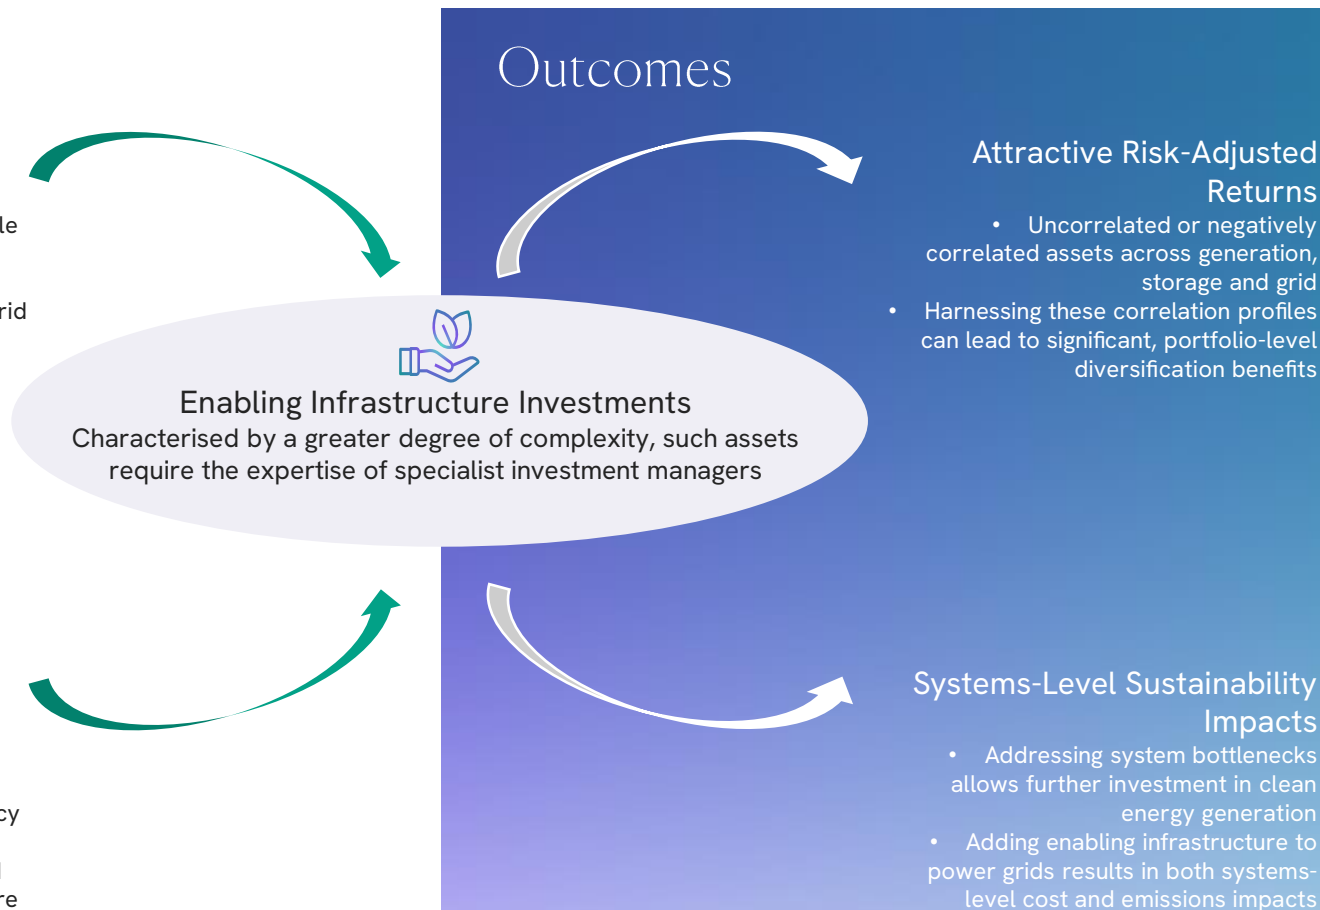 Outcomes
Attractive Risk-Adjusted
Returns
• Uncorrelated or negatively
correlated assets across generation,
storage and grid
• Harnessing these correlation profiles
can lead to significant, portfolio-level
diversification benefits
Enabling Infrastructure Investments
Characterised by a greater degree of complexity, such assets
require the expertise of specialist investment managers
Systems-Level Sustainability
Impacts
• Addressing system bottlenecks
allows further investment in clean
energy generation
• Adding enabling infrastructure to
power grids results in both systems-
level cost and emissions impacts